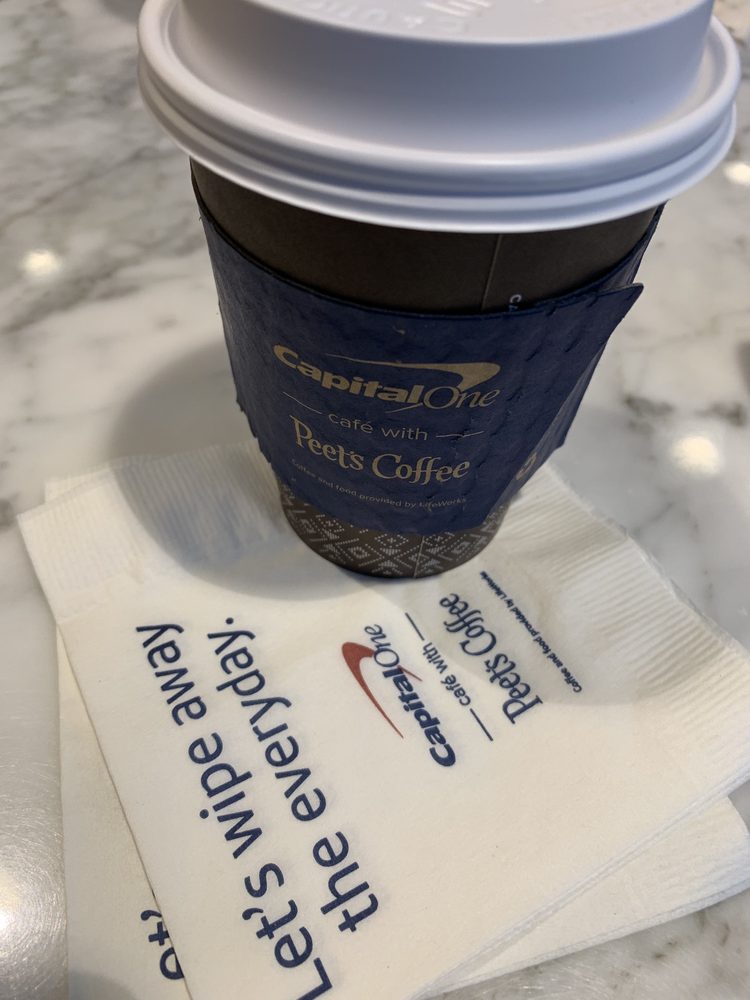 CapitalOne
café with
Peet's Coffee
Coffee and food provided by LifeWorks
CapitalOne
café with
Peet's Coffee
coffee and food provided by LifeWorks
Let's wipe away
the everyday.
et's